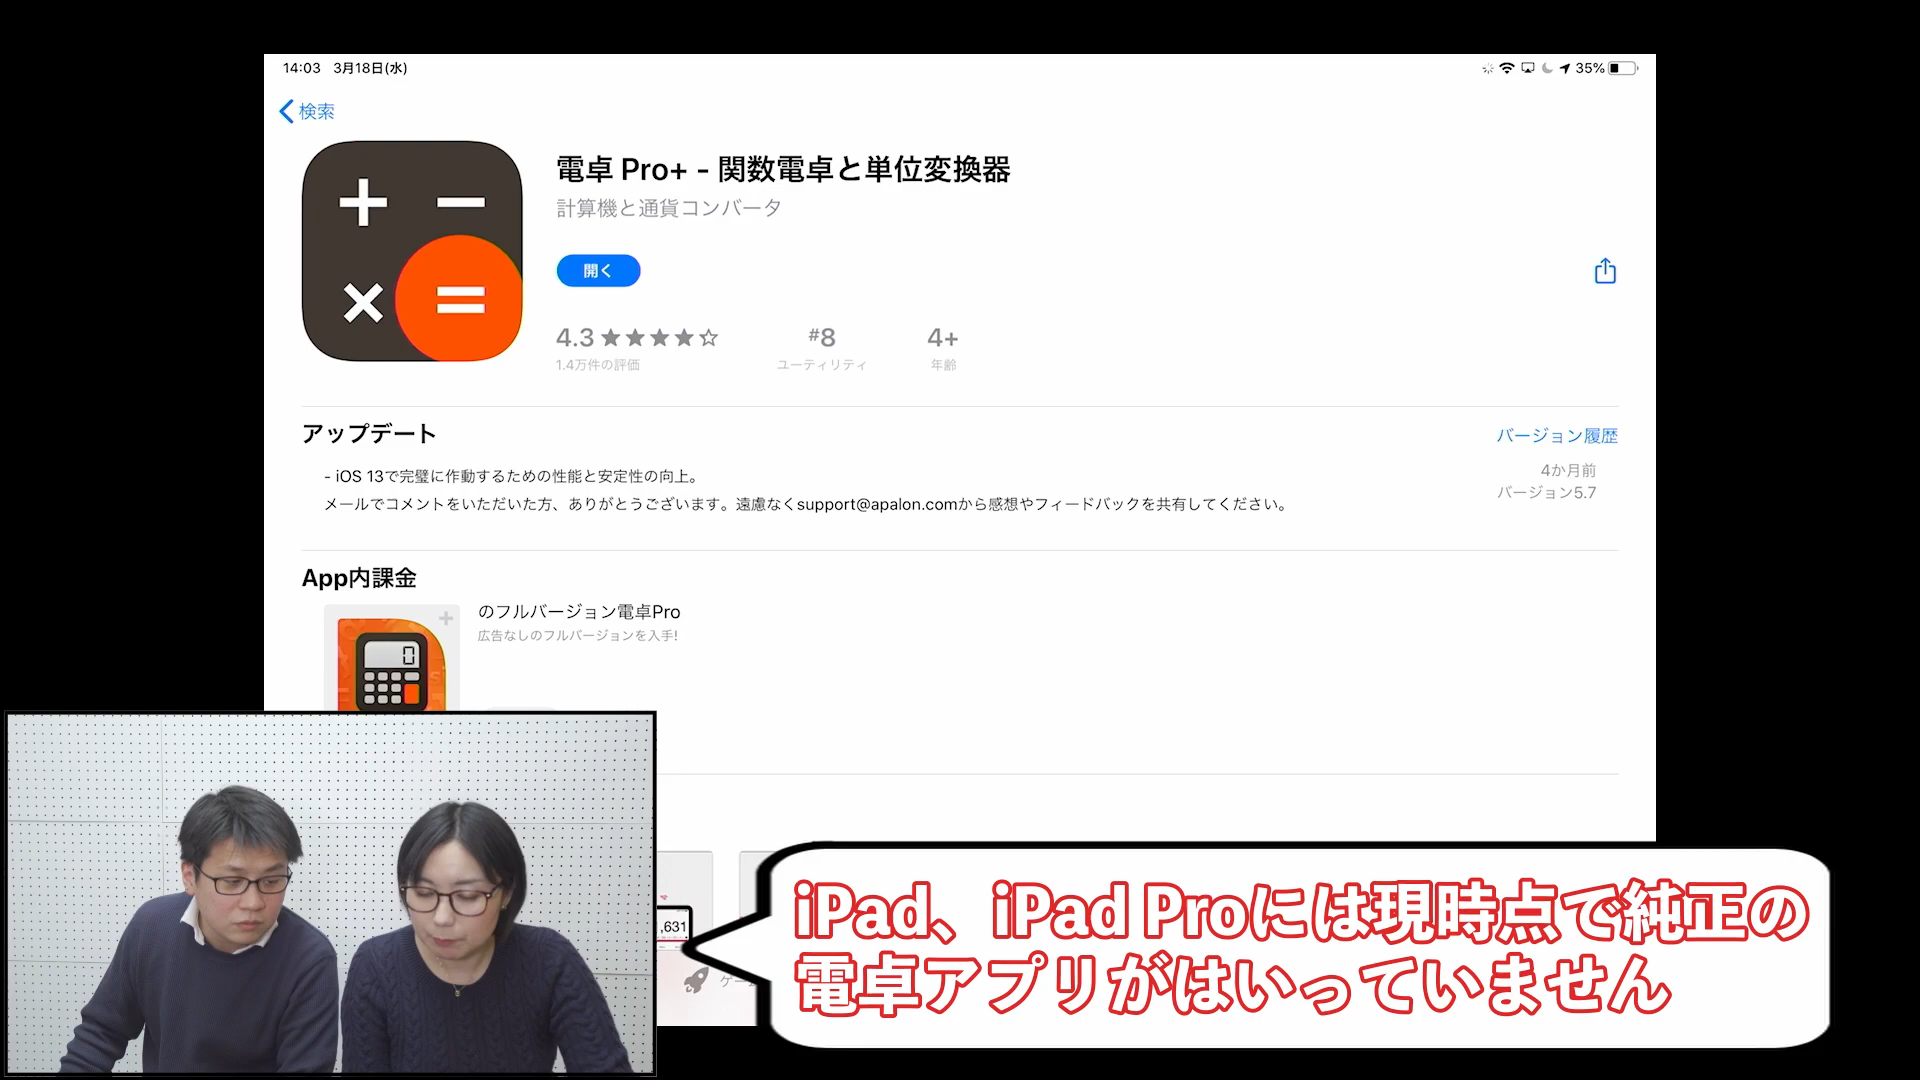 14:03 3月18日(水)
35%
検索
電卓 Pro+ - 関数電卓と単位変換器
計算機と通貨コンバータ
開く
4.3 ★★★★☆
#8
4+
1.4万件の評価
ユーティリティ
年齢
アップデート
バージョン履歴
- iOS 13で完璧に作動するための性能と安定性の向上。
4か月前
メールでコメントをいただいた方、ありがとうございます。遠慮なくsupport@apalon.comから感想やフィードバックを共有してください。
バージョン5.7
App内課金
のフルバージョン電卓Pro
広告なしのフルバージョンを入手!
0
,631
iPad、iPad Proには現時点で純正の
電卓アプリがはいっていません